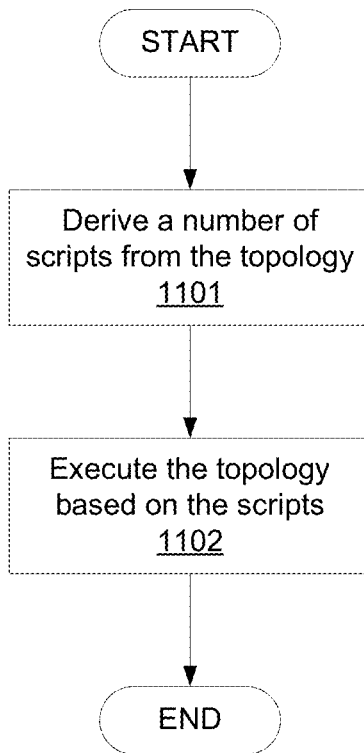 START
Derive a number of
scripts from the topology
1101
Execute the topology
based on the scripts
1102
END